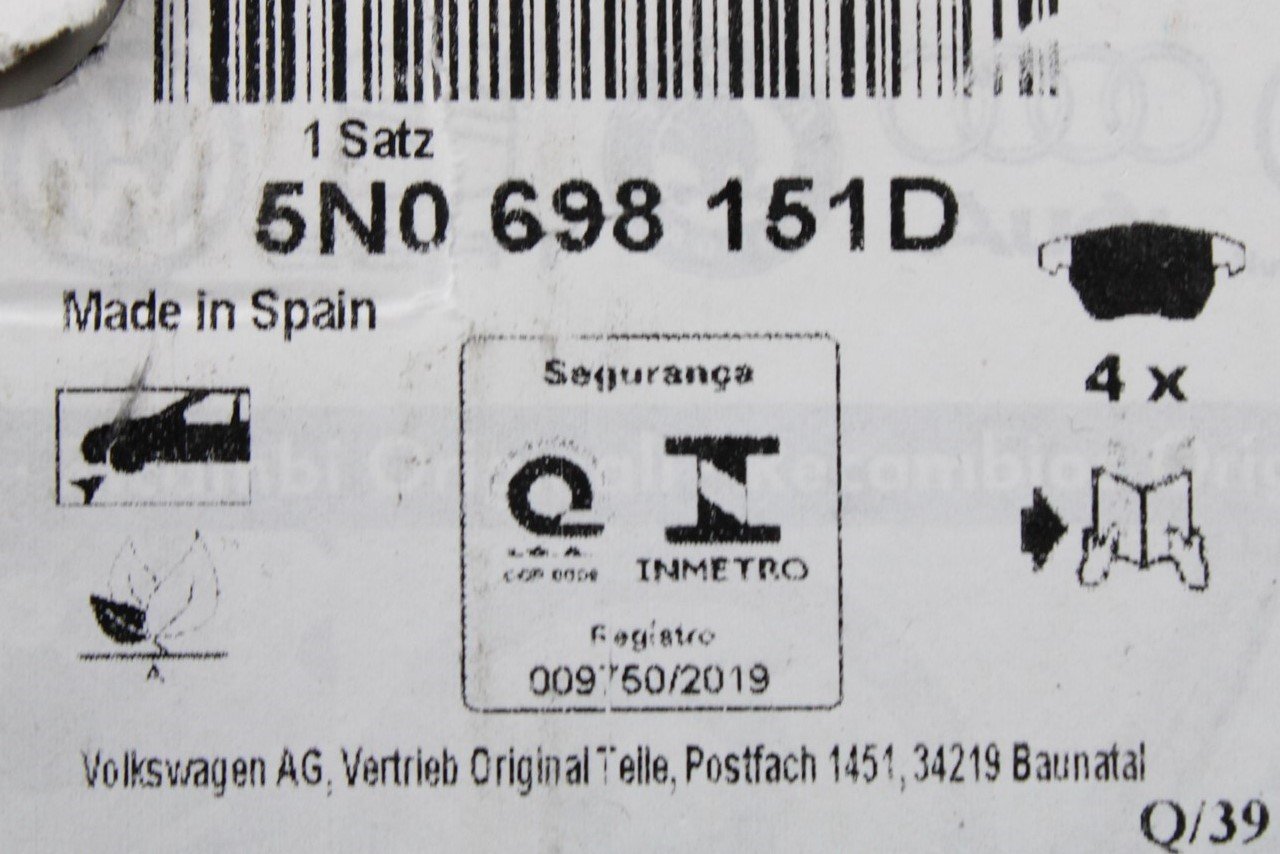 1 Satz
5N0 698 151D
Made in Spain
Segurança
4 x
INMETRO
Registro
009750/2019
Volkswagen AG, Vertrieb Original Teile, Postfach 1451, 34219 Baunatal
Q/39